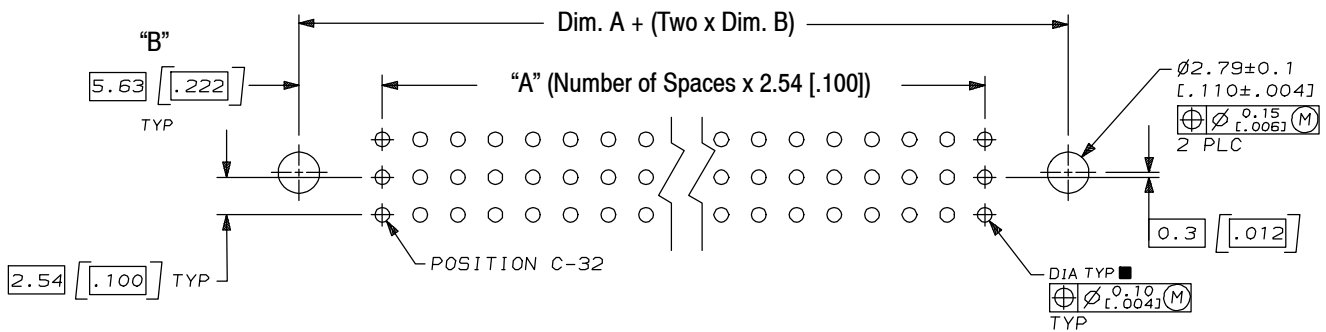 Dim. A + (Two x Dim. B)
“B”
5.63 [.222]
TYP
“A” (Number of Spaces x 2.54 [.100])
Ø2.79±0.1
[.110±.004]
⌖ Ø 0.15 [.006] Ⓜ
2 PLC
0.3 [.012]
POSITION C-32
2.54 [.100] TYP
DIA TYP ■
⌖ Ø 0.10 [.004] Ⓜ
TYP